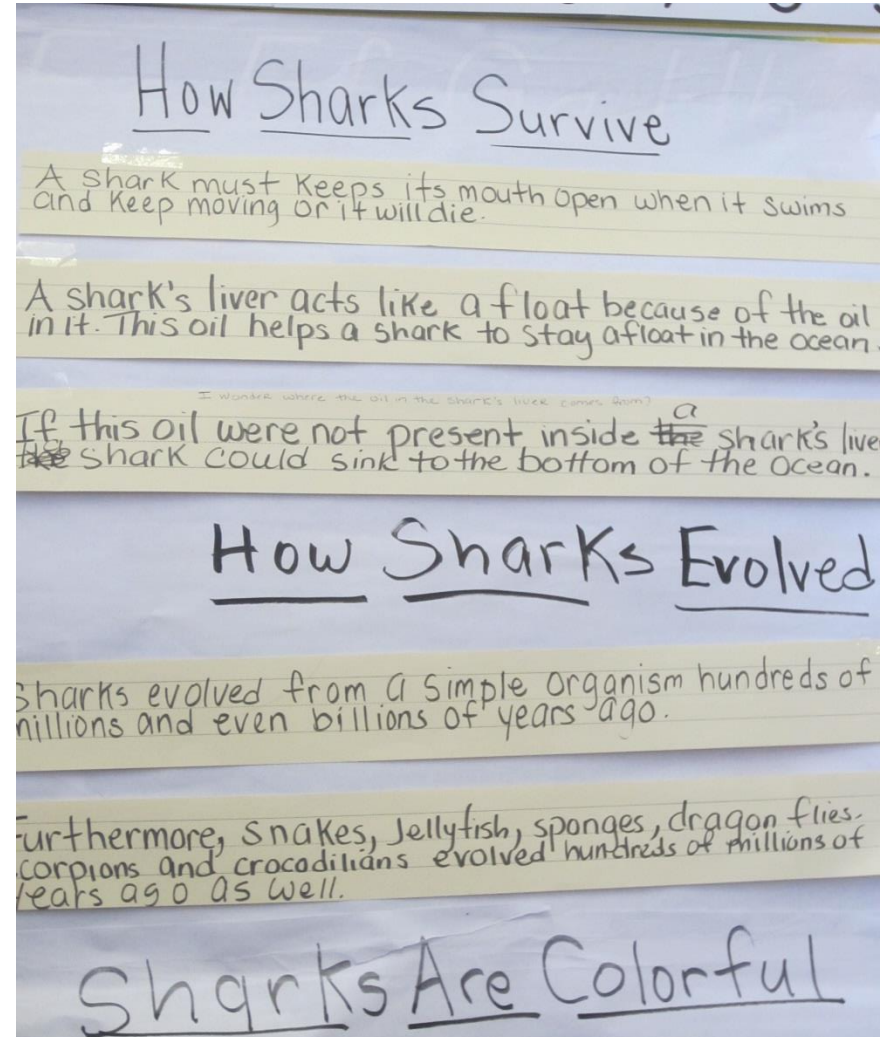 How Sharks Survive
A shark must keeps its mouth open when it swims
and keep moving or it will die.
A shark's liver acts like a float because of the oil
in it. This oil helps a shark to stay afloat in the ocean.
I wonder where the oil in the shark's liver comes from?
a
If this oil were not present inside the shark's live
shark could sink to the bottom of the ocean.
How Sharks Evolved
Sharks evolved from a simple organism hundreds of
millions and even billions of years ago.
Furthermore, snakes, Jellyfish, sponges, dragon flies,
corpions and crocodilians evolved hundreds of millions of
years ago as well.
Sharks Are Colorful